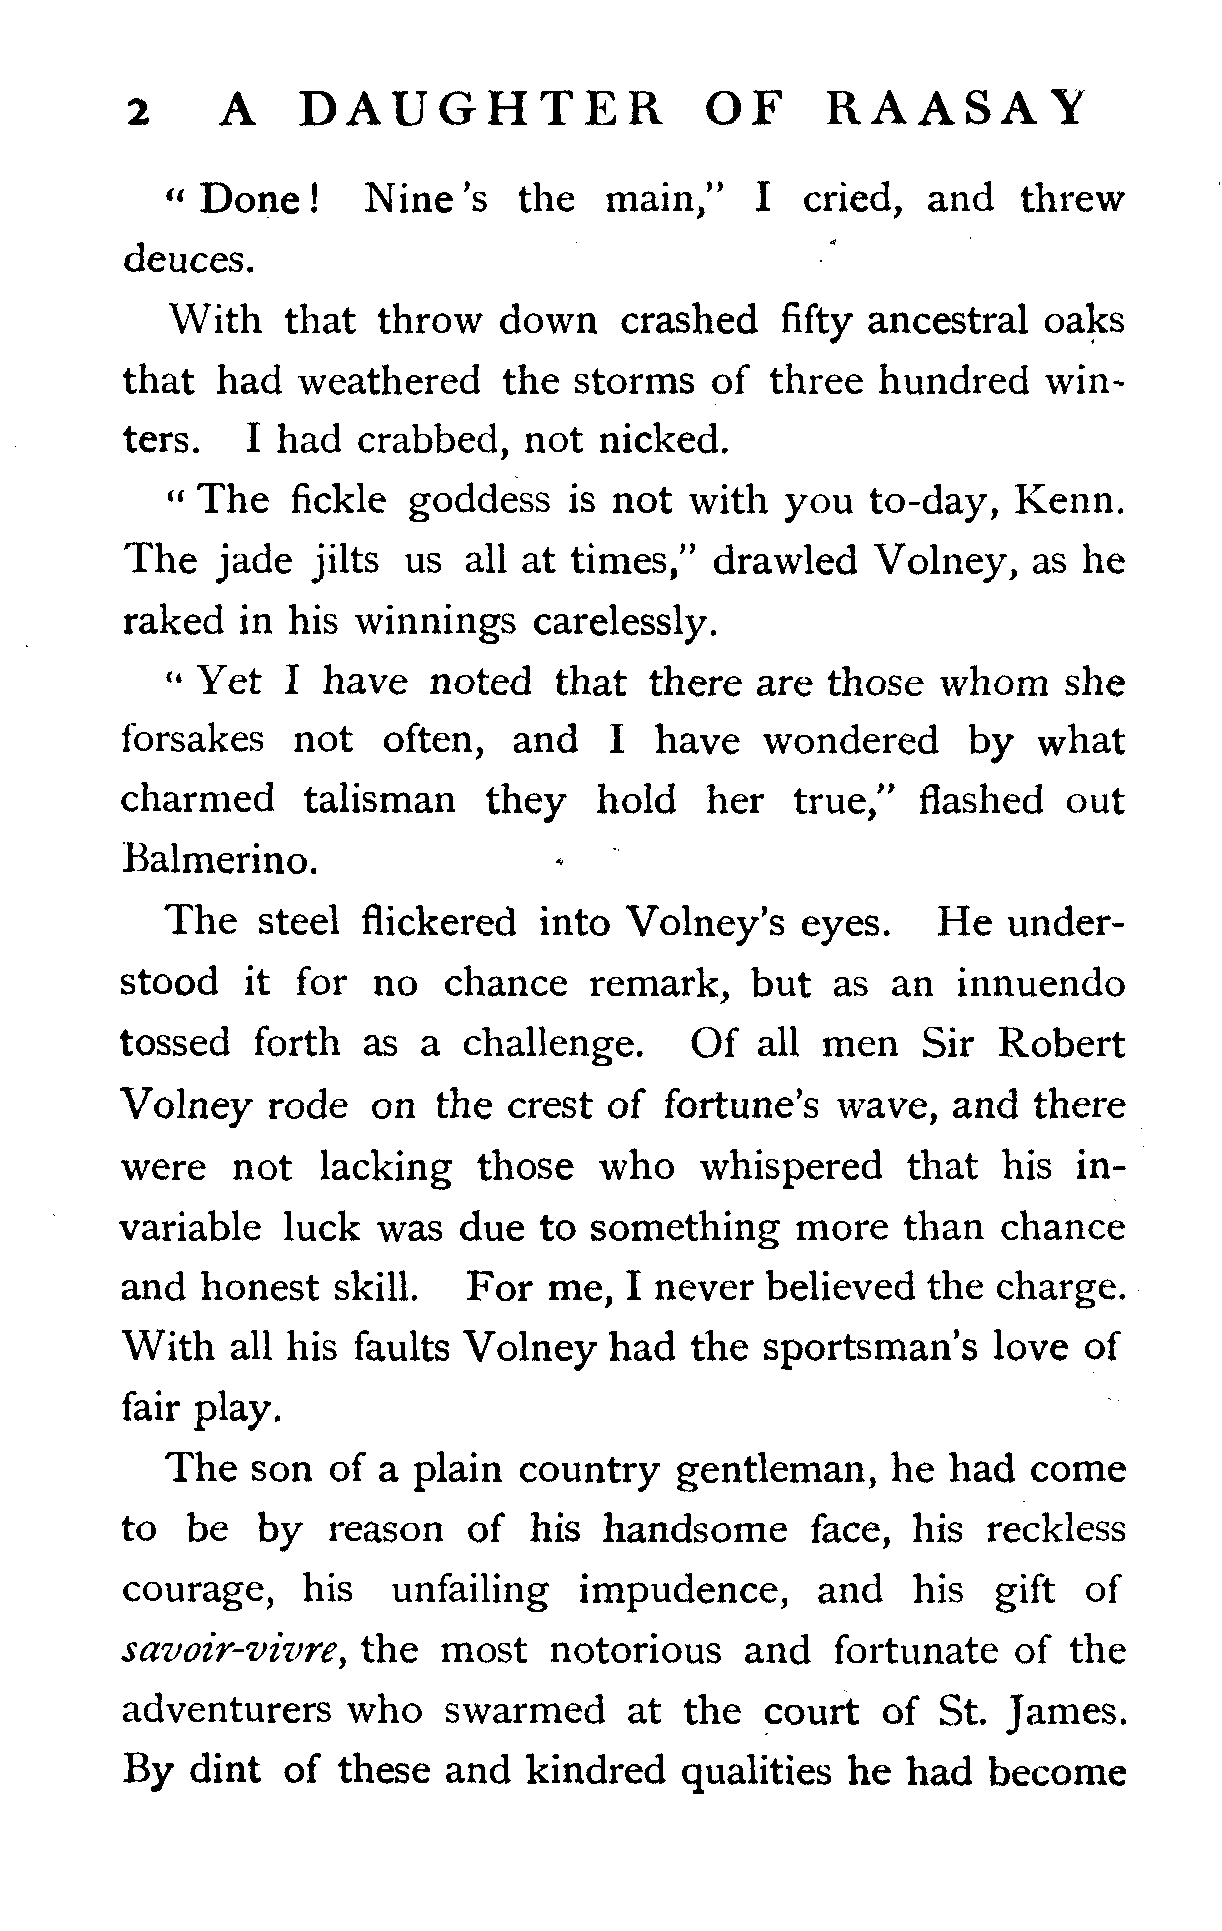 2 A DAUGHTER OF RAASAY
" Done! Nine 's the main," I cried, and threw
deuces.
With that throw down crashed fifty ancestral oaks
that had weathered the storms of three hundred win-
ters. I had crabbed, not nicked.
" The fickle goddess is not with you to-day, Kenn.
The jade jilts us all at times," drawled Volney, as he
raked in his winnings carelessly.
" Yet I have noted that there are those whom she
forsakes not often, and I have wondered by what
charmed talisman they hold her true," flashed out
Balmerino.
The steel flickered into Volney's eyes. He under-
stood it for no chance remark, but as an innuendo
tossed forth as a challenge. Of all men Sir Robert
Volney rode on the crest of fortune's wave, and there
were not lacking those who whispered that his in-
variable luck was due to something more than chance
and honest skill. For me, I never believed the charge.
With all his faults Volney had the sportsman's love of
fair play.
The son of a plain country gentleman, he had come
to be by reason of his handsome face, his reckless
courage, his unfailing impudence, and his gift of
savoir-vivre, the most notorious and fortunate of the
adventurers who swarmed at the court of St. James.
By dint of these and kindred qualities he had become